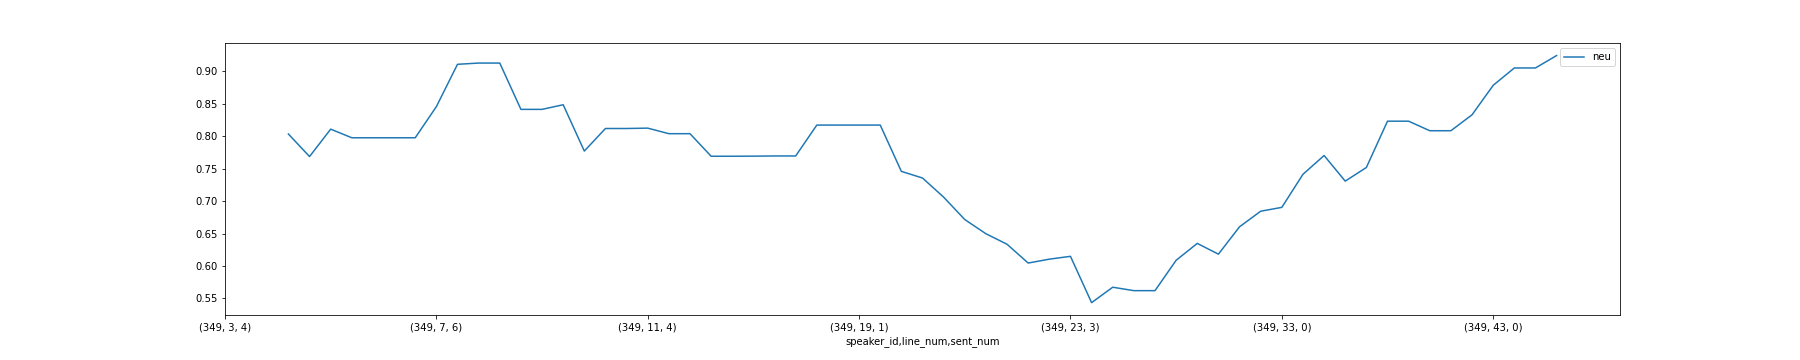 neu
0.90
0.85
0.80
0.75
0.70
0.65
0.60
0.55
(349, 3, 4) (349, 7, 6) (349, 11, 4) (349, 19, 1) (349, 23, 3) (349, 33, 0) (349, 43, 0)
speaker_id,line_num,sent_num